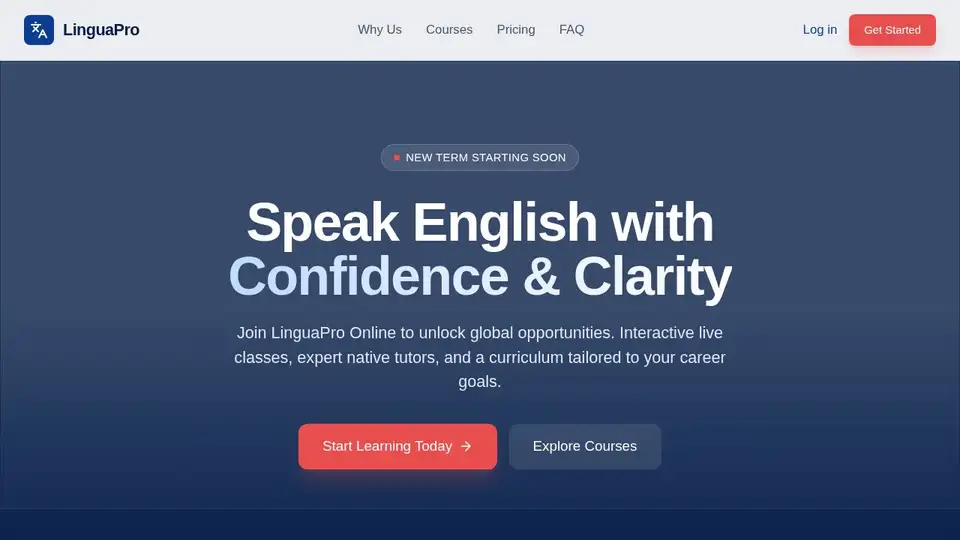 LinguaPro
Why Us
Courses
Pricing
FAQ
Log in
Get Started
NEW TERM STARTING SOON
Speak English with
Confidence & Clarity
Join LinguaPro Online to unlock global opportunities. Interactive live
classes, expert native tutors, and a curriculum tailored to your career
goals.
Start Learning Today
Explore Courses